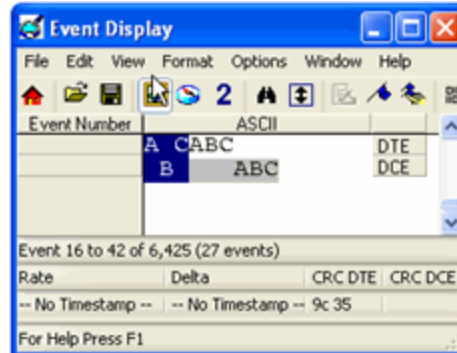 Event Display
File Edit View Format Options Window Help
2
Event Number ASCII
A CABC DTE
B ABC DCE
Event 16 to 42 of 6,425 (27 events)
Rate Delta CRC DTE CRC DCE
-- No Timestamp -- -- No Timestamp -- 9c 35
For Help Press F1